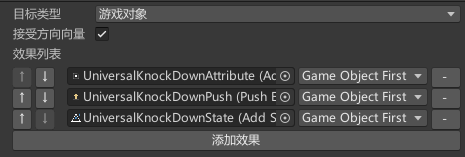 目标类型 游戏对象
接受方向向量
效果列表
UniversalKnockDownAttribute (Ac Game Object First -
UniversalKnockDownPush (Push E Game Object First -
UniversalKnockDownState (Add S Game Object First -
添加效果